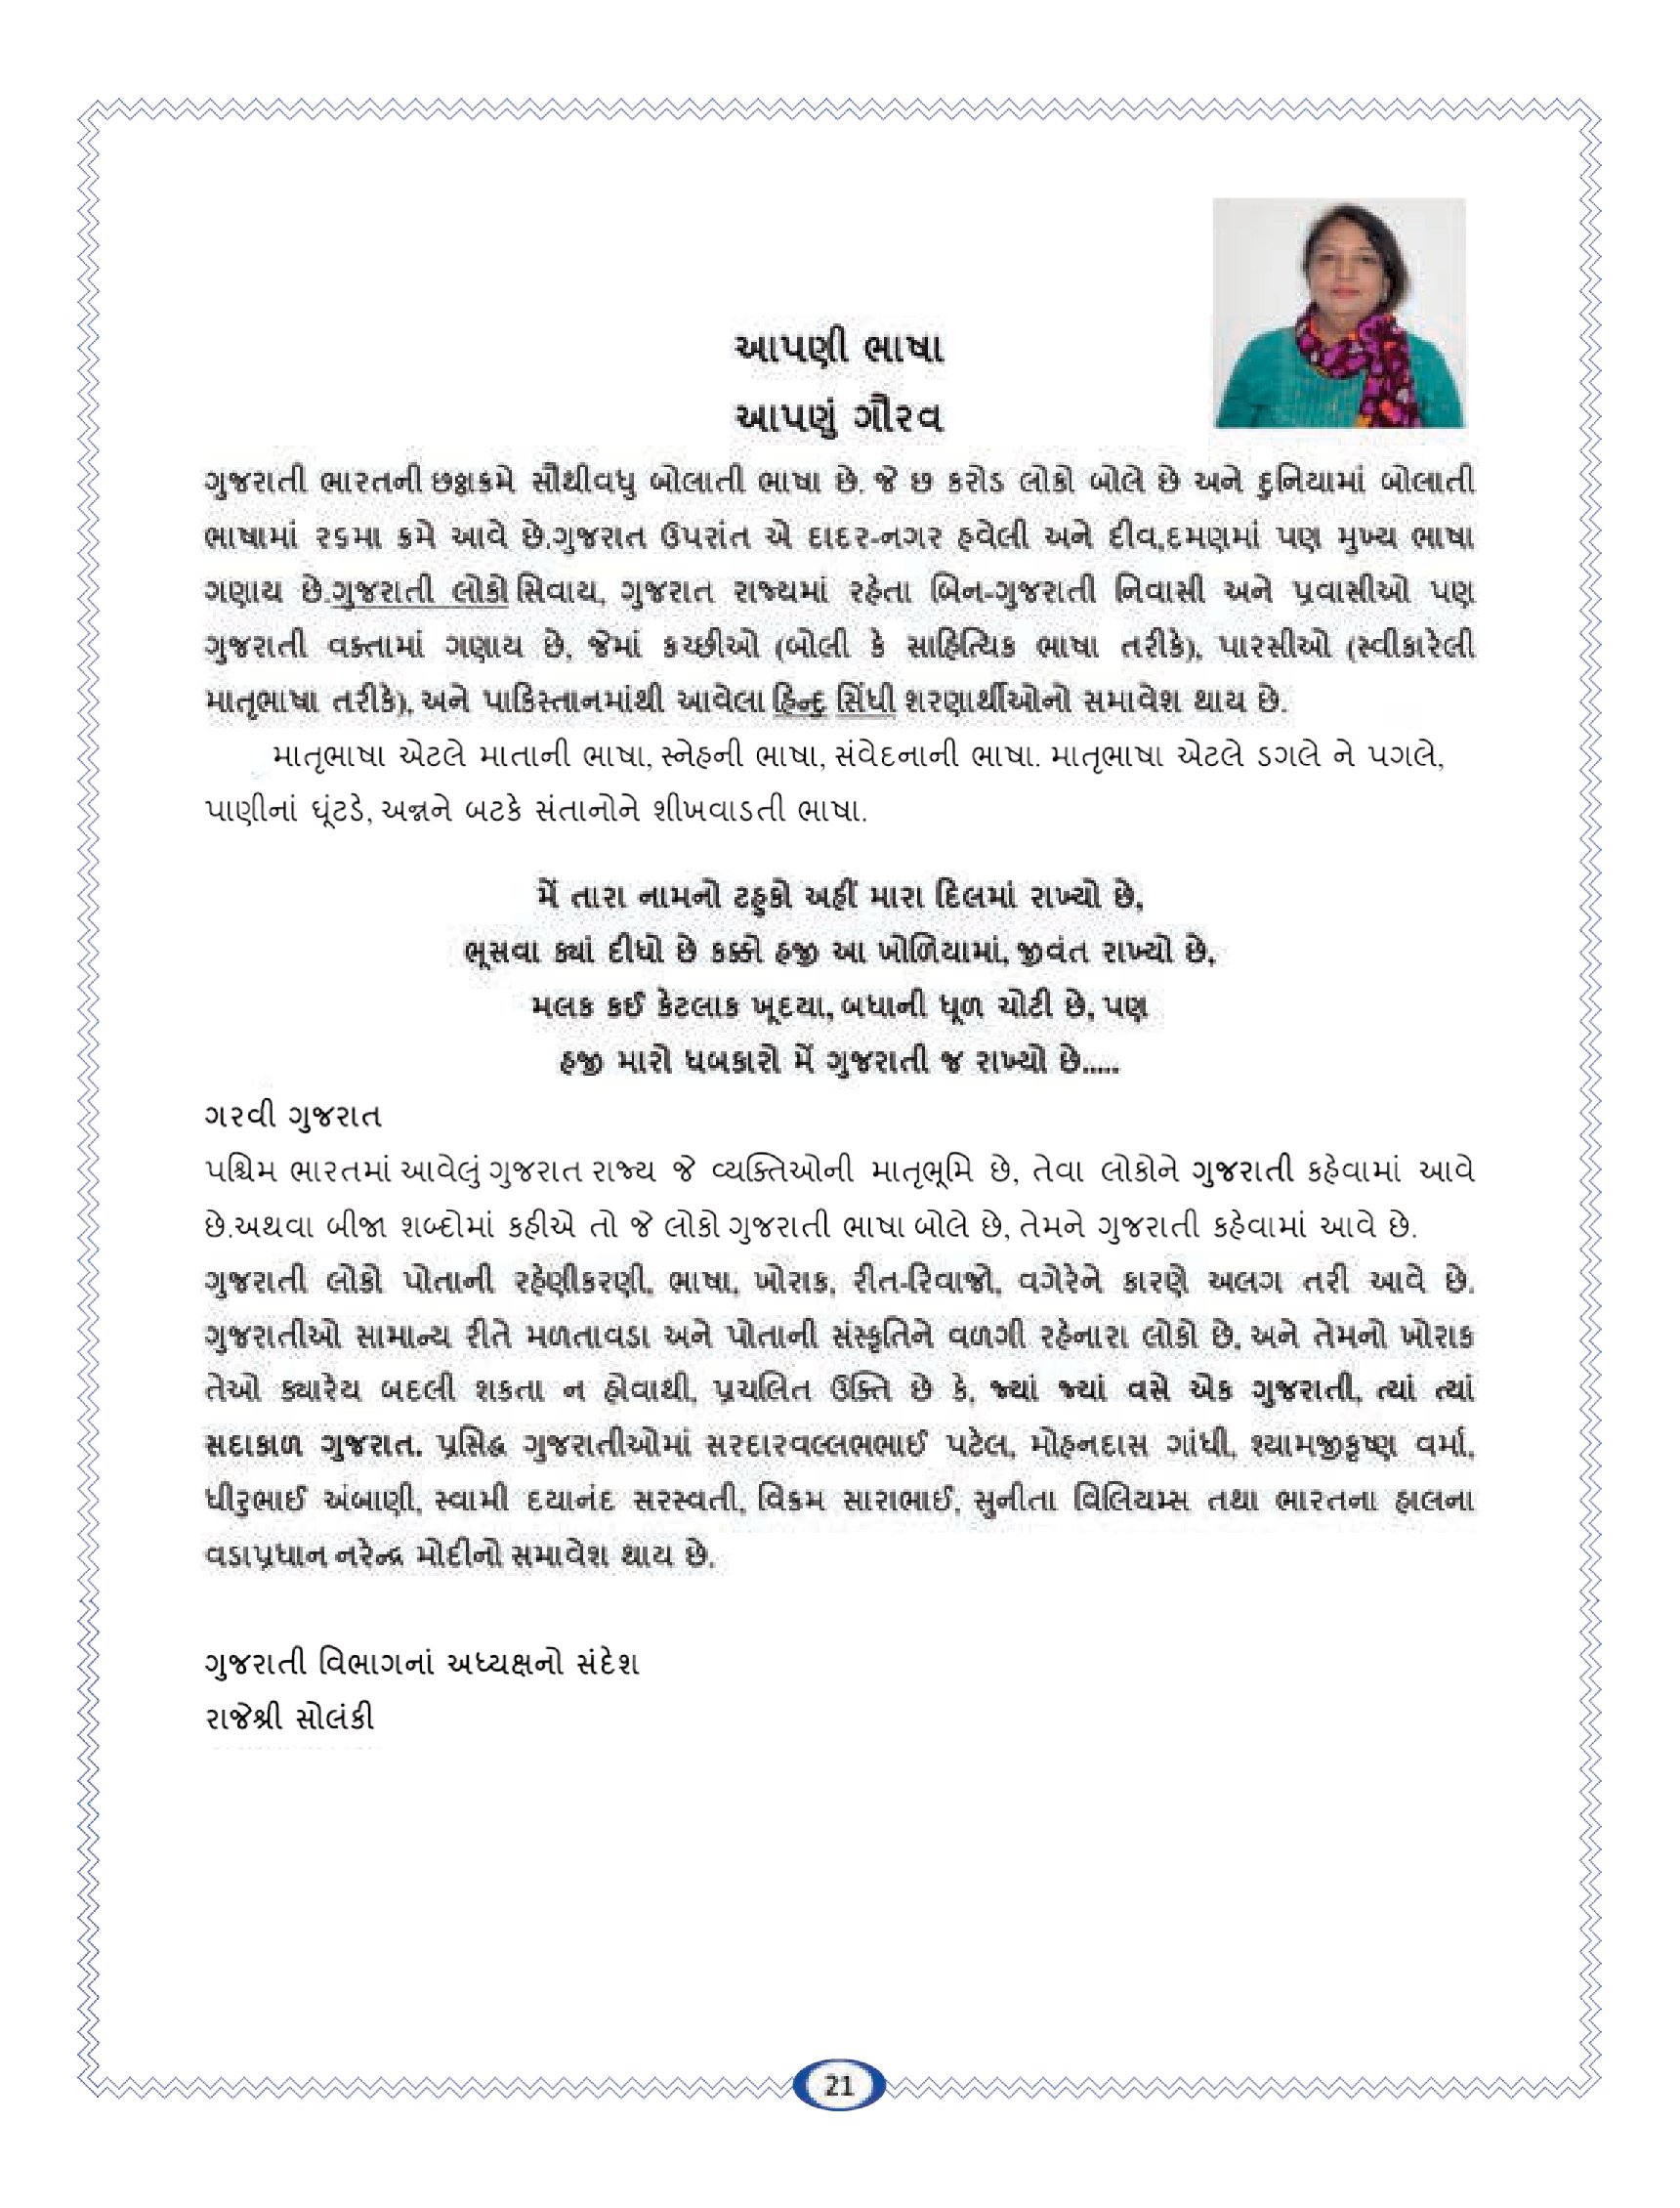 આપણી ભાષા
આપણું ગૌરવ
ગુજરાતી ભારતની છઠ્ઠાક્રમે સૌથીવધુ બોલાતી ભાષા છે. જે છ કરોડ લોકો બોલે છે અને દુનિયામાં બોલાતી
ભાષામાં ૨૬મા ક્રમે આવે છે.ગુજરાત ઉપરાંત એ દાદર-નગર હવેલી અને દીવ,દમણમાં પણ મુખ્ય ભાષા
ગણાય છે.ગુજરાતી લોકો સિવાય, ગુજરાત રાજ્યમાં રહેતા બિન-ગુજરાતી નિવાસી અને પ્રવાસીઓ પણ
ગુજરાતી વક્તામાં ગણાય છે, જેમાં કચ્છીઓ (બોલી કે સાહિત્યિક ભાષા તરીકે), પારસીઓ (સ્વીકારેલી
માતૃભાષા તરીકે), અને પાકિસ્તાનમાંથી આવેલા હિન્દુ સિંધી શરણાર્થીઓનો સમાવેશ થાય છે.
માતૃભાષા એટલે માતાની ભાષા, સ્નેહની ભાષા, સંવેદનાની ભાષા. માતૃભાષા એટલે ડગલે ને પગલે,
પાણીનાં ઘૂંટડે, અન્નને બટકે સંતાનોને શીખવાડતી ભાષા.
મેં તારા નામનો ટહુકો અહીં મારા દિલમાં રાખ્યો છે,
ભૂસવા ક્યાં દીધો છે કક્કો હજી આ ખોળિયામાં, જીવંત રાખ્યો છે,
મલક કઈ કેટલાક ખૂદયા, બધાની ધૂળ ચોટી છે, પણ
હજી મારો ધબકારો મેં ગુજરાતી જ રાખ્યો છે.....
ગરવી ગુજરાત
પશ્ચિમ ભારતમાં આવેલું ગુજરાત રાજ્ય જે વ્યક્તિઓની માતૃભૂમિ છે, તેવા લોકોને ગુજરાતી કહેવામાં આવે
છે.અથવા બીજા શબ્દોમાં કહીએ તો જે લોકો ગુજરાતી ભાષા બોલે છે, તેમને ગુજરાતી કહેવામાં આવે છે.
ગુજરાતી લોકો પોતાની રહેણીકરણી, ભાષા, ખોરાક, રીત-રિવાજો, વગેરેને કારણે અલગ તરી આવે છે.
ગુજરાતીઓ સામાન્ય રીતે મળતાવડા અને પોતાની સંસ્કૃતિને વળગી રહેનારા લોકો છે, અને તેમનો ખોરાક
તેઓ ક્યારેય બદલી શકતા ન હોવાથી, પ્રચલિત ઉક્તિ છે કે, જ્યાં જ્યાં વસે એક ગુજરાતી, ત્યાં ત્યાં
સદાકાળ ગુજરાત. પ્રસિદ્ધ ગુજરાતીઓમાં સરદારવલ્લભભાઈ પટેલ, મોહનદાસ ગાંધી, શ્યામજીકૃષ્ણ વર્મા,
ધીરુભાઈ અંબાણી, સ્વામી દયાનંદ સરસ્વતી, વિક્રમ સારાભાઈ, સુનીતા વિલિયમ્સ તથા ભારતના હાલના
વડાપ્રધાન નરેન્દ્ર મોદીનો સમાવેશ થાય છે.
ગુજરાતી વિભાગનાં અધ્યક્ષનો સંદેશ
રાજેશ્રી સોલંકી
21